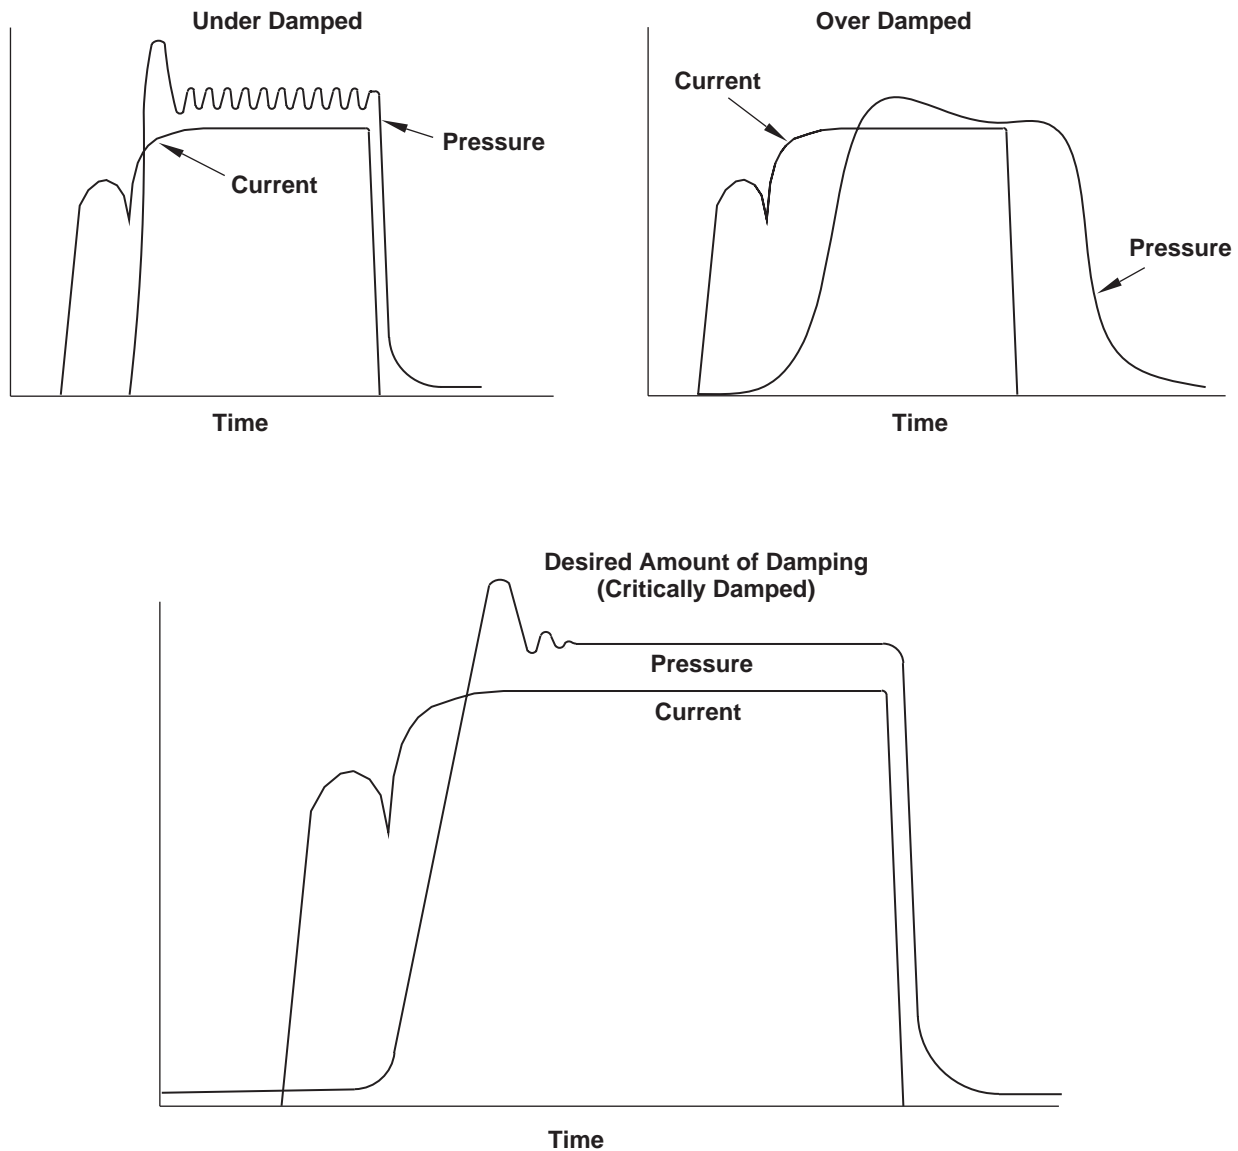 Under Damped
Pressure
Current
Time
Over Damped
Current
Pressure
Time
Desired Amount of Damping
(Critically Damped)
Pressure
Current
Time